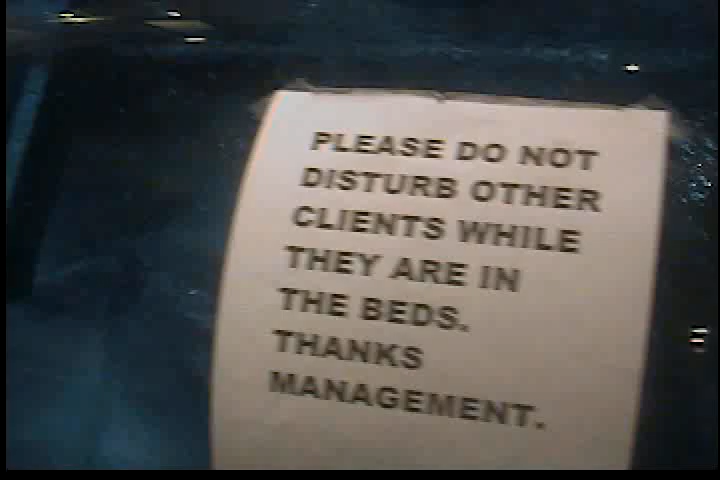 PLEASE DO NOT
DISTURB OTHER
CLIENTS WHILE
THEY ARE IN
THE BEDS.
THANKS
MANAGEMENT.